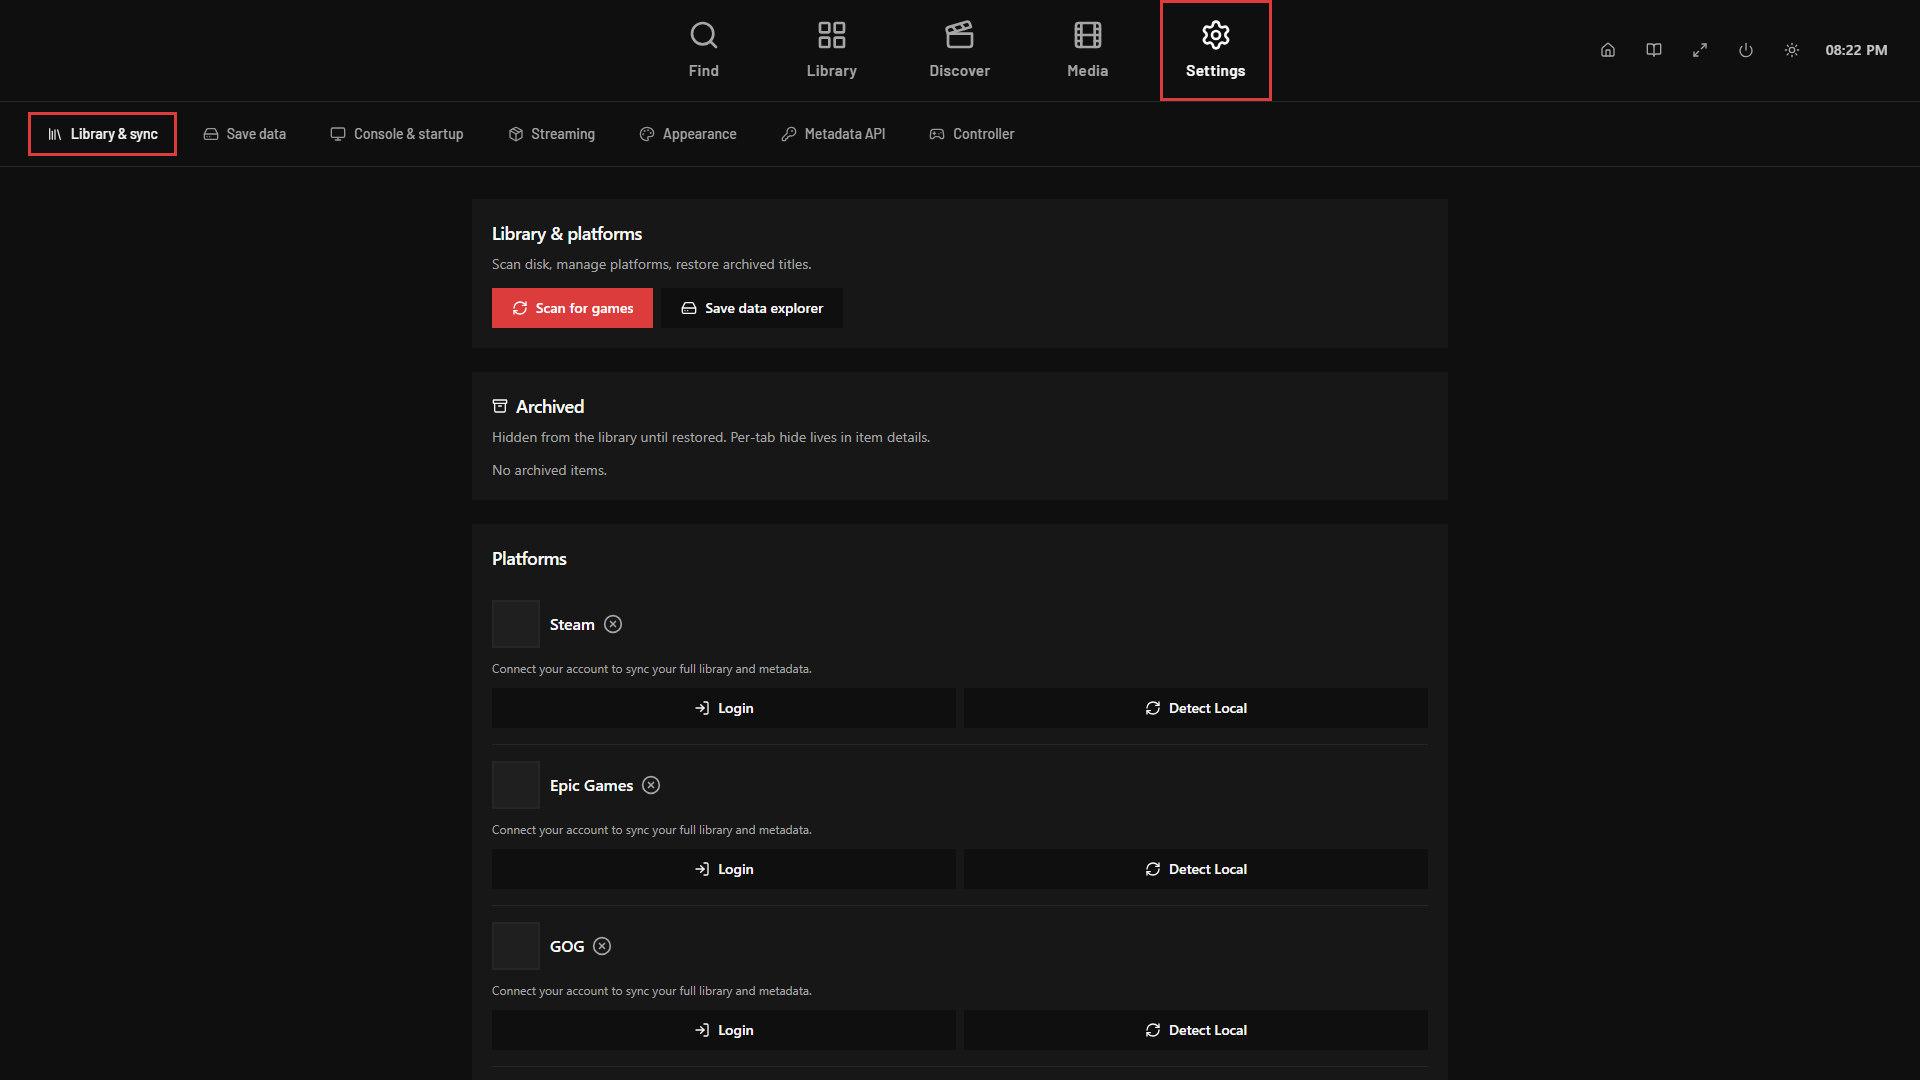 Find
Library
Discover
Media
Settings
08:22 PM
Library & sync
Save data
Console & startup
Streaming
Appearance
Metadata API
Controller
Library & platforms
Scan disk, manage platforms, restore archived titles.
Scan for games
Save data explorer
Archived
Hidden from the library until restored. Per-tab hide lives in item details.
No archived items.
Platforms
Steam
Connect your account to sync your full library and metadata.
Login
Detect Local
Epic Games
Connect your account to sync your full library and metadata.
Login
Detect Local
GOG
Connect your account to sync your full library and metadata.
Login
Detect Local